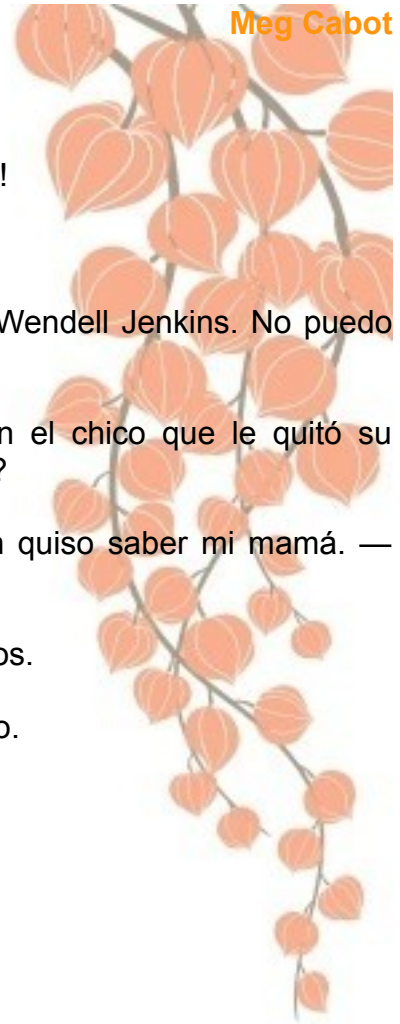 Meg Cabot
!
Wendell Jenkins. No puedo
n el chico que le quitó su
?
n quiso saber mi mamá. —
os.
o.